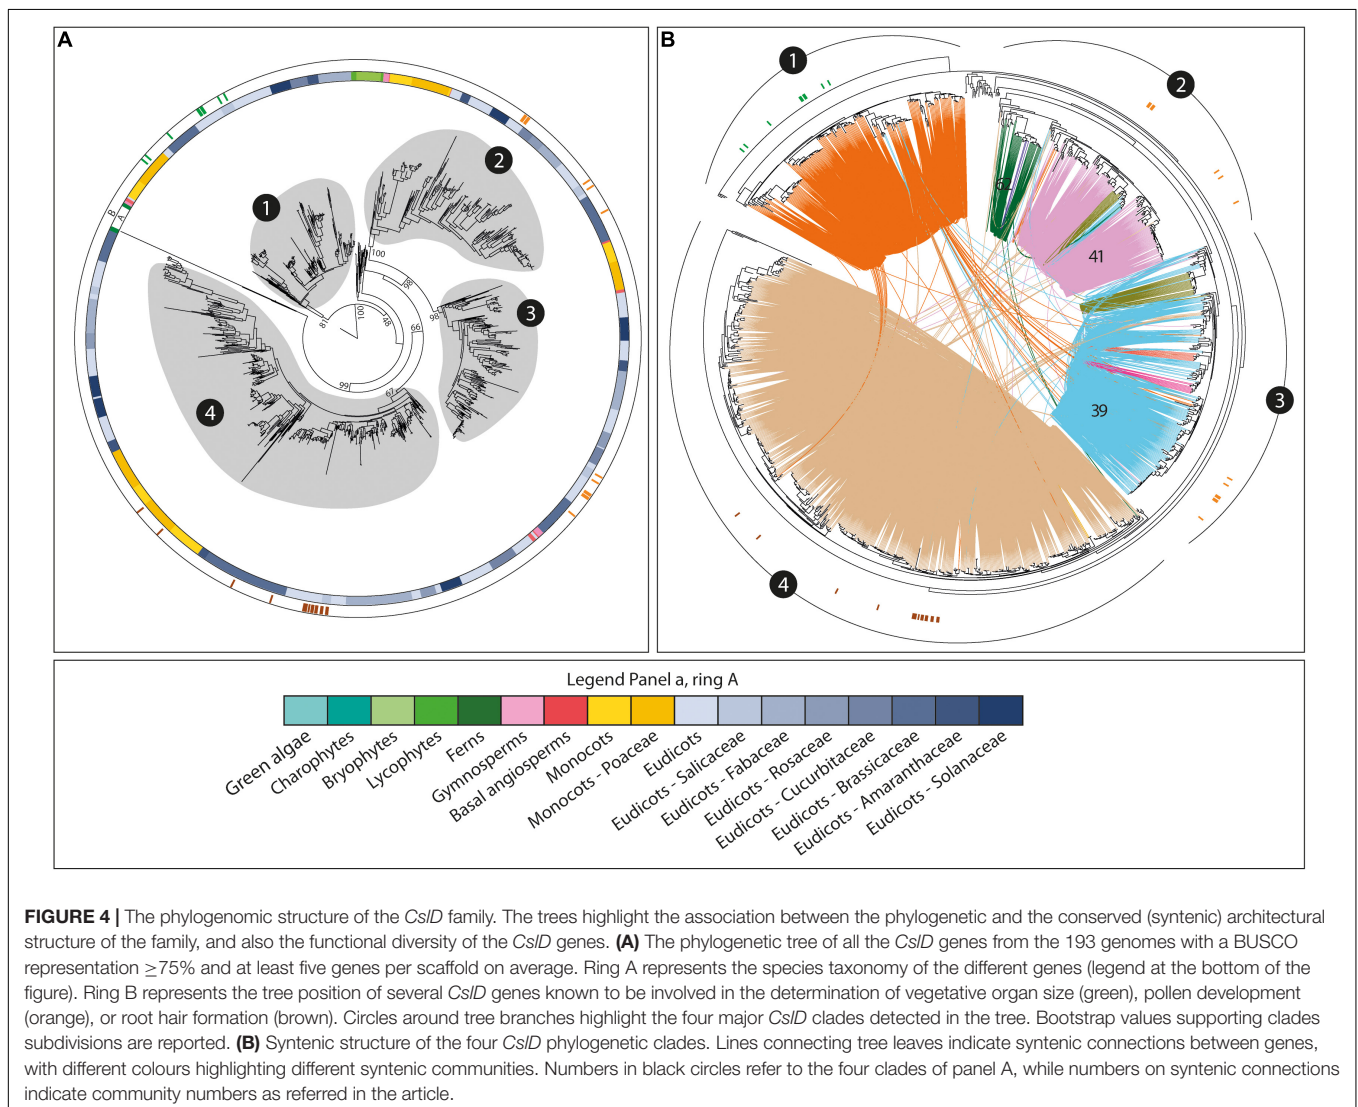 A
B
1
2
3
4
B
A
100
98
98
66
48
100
81
99
67
1
2
3
4
62
41
39
Legend Panel a, ring A
Green algae
Charophytes
Bryophytes
Lycophytes
Ferns
Gymnosperms
Basal angiosperms
Monocots
Monocots - Poaceae
Eudicots
Eudicots - Salicaceae
Eudicots - Fabaceae
Eudicots - Rosaceae
Eudicots - Cucurbitaceae
Eudicots - Brassicaceae
Eudicots - Amaranthaceae
Eudicots - Solanaceae
FIGURE 4 | The phylogenomic structure of the CslD family. The trees highlight the association between the phylogenetic and the conserved (syntenic) architectural
structure of the family, and also the functional diversity of the CslD genes. (A) The phylogenetic tree of all the CslD genes from the 193 genomes with a BUSCO
representation ≥75% and at least five genes per scaffold on average. Ring A represents the species taxonomy of the different genes (legend at the bottom of the
figure). Ring B represents the tree position of several CslD genes known to be involved in the determination of vegetative organ size (green), pollen development
(orange), or root hair formation (brown). Circles around tree branches highlight the four major CslD clades detected in the tree. Bootstrap values supporting clades
subdivisions are reported. (B) Syntenic structure of the four CslD phylogenetic clades. Lines connecting tree leaves indicate syntenic connections between genes,
with different colours highlighting different syntenic communities. Numbers in black circles refer to the four clades of panel A, while numbers on syntenic connections
indicate community numbers as referred in the article.